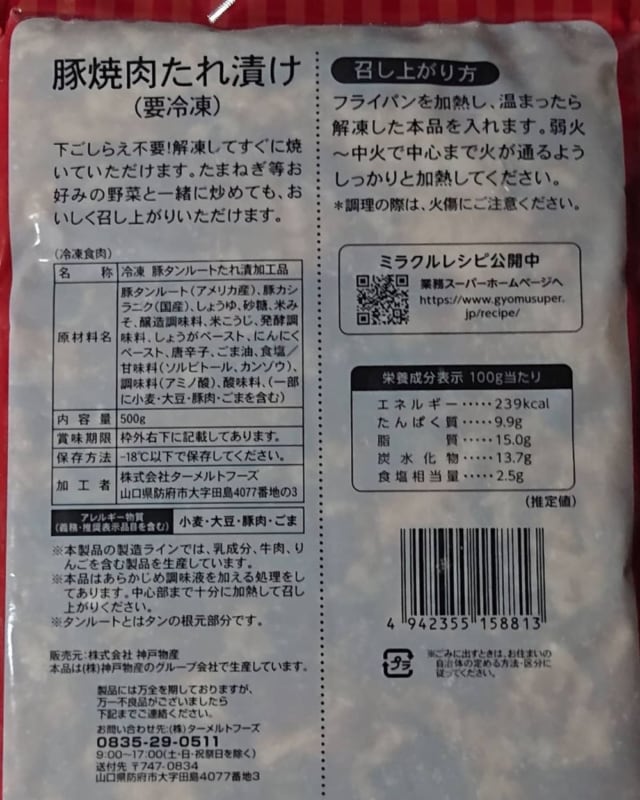 豚焼肉たれ漬け
(要冷凍)
下ごしらえ不要!解凍してすぐに焼
いていただけます。たまねぎ等お
好みの野菜と一緒に炒めても、お
いしく召し上がりいただけます。
(冷凍食肉)
名 称 冷凍 豚タンルートたれ漬加工品
原材料名 豚タンルート(アメリカ産)、豚カシ
ラニク(国産)、しょうゆ、砂糖、米み
そ、醸造調味料、米こうじ、発酵調
味料、しょうがペースト、にんにく
ペースト、唐辛子、ごま油、食塩/
甘味料(ソルビトール、カンゾウ)、
調味料(アミノ酸)、酸味料、(一部
に小麦・大豆・豚肉・ごまを含む)
内容量 500g
賞味期限 枠外右下に記載してあります。
保存方法 -18℃以下で保存してください。
加工者 株式会社ターメルトフーズ
山口県防府市大字田島4077番地の3
アレルギー物質
(義務・推奨表示品目を含む) 小麦・大豆・豚肉・ごま
※本製品の製造ラインでは、乳成分、牛肉、り
んごを含む製品を生産しています。
※本品はあらかじめ調味液を加える処理をし
てあります。中心部まで十分に加熱して召し
上がりください。
※タンルートとはタンの根元部分です。
販売元:株式会社 神戸物産
本品は(株)神戸物産のグループ会社で生産しています。
製品には万全を期しておりますが、
万一不良品がございましたら
下記までご連絡ください。
お問い合わせ先:(株)ターメルトフーズ
0835-29-0511
9:00〜17:00(土・日・祝祭日を除く)
送付先 〒747-0834
山口県防府市大字田島4077番地3
召し上がり方
フライパンを加熱し、温まったら
解凍した本品を入れます。弱火
〜中火で中心まで火が通るよう
しっかりと加熱してください。
*調理の際は、火傷にご注意ください。
ミラクルレシピ公開中
業務スーパーホームページへ
https://www.gyomusuper.
jp/recipe/
栄養成分表示 100g当たり
エネルギー・・・・・239kcal
たんぱく質・・・・・9.9g
脂 質・・・・・15.0g
炭水化物・・・・・13.7g
食塩相当量・・・・・2.5g
(推定値)
4 942355 158813
プラ
※ごみに出すときは、お住まいの
自治体の定める方法・区分に
従ってください。